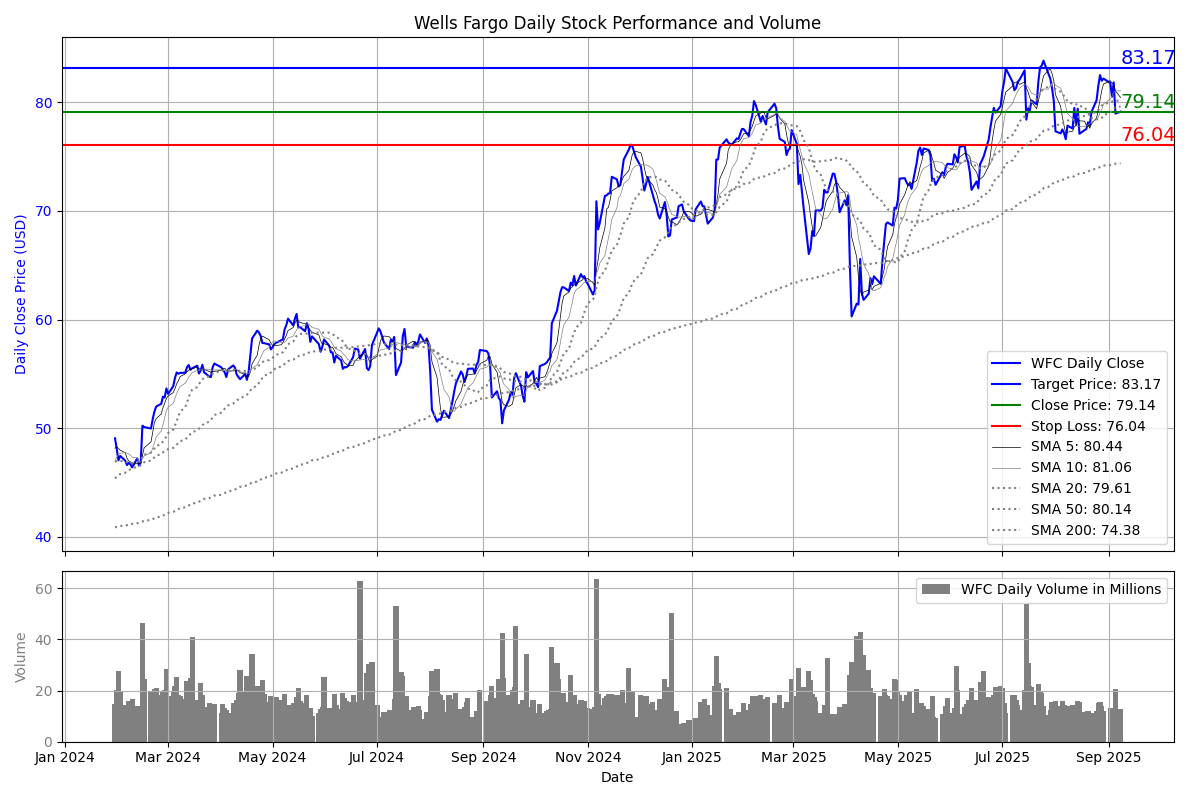 Wells Fargo Daily Stock Performance and Volume
Daily Close Price (USD)
80
70
60
50
40
83.17
79.14
76.04
WFC Daily Close
Target Price: 83.17
Close Price: 79.14
Stop Loss: 76.04
SMA 5: 80.44
SMA 10: 81.06
SMA 20: 79.61
SMA 50: 80.14
SMA 200: 74.38
Volume
60
40
20
0
WFC Daily Volume in Millions
Jan 2024 Mar 2024 May 2024 Jul 2024 Sep 2024 Nov 2024 Jan 2025 Mar 2025 May 2025 Jul 2025 Sep 2025
Date